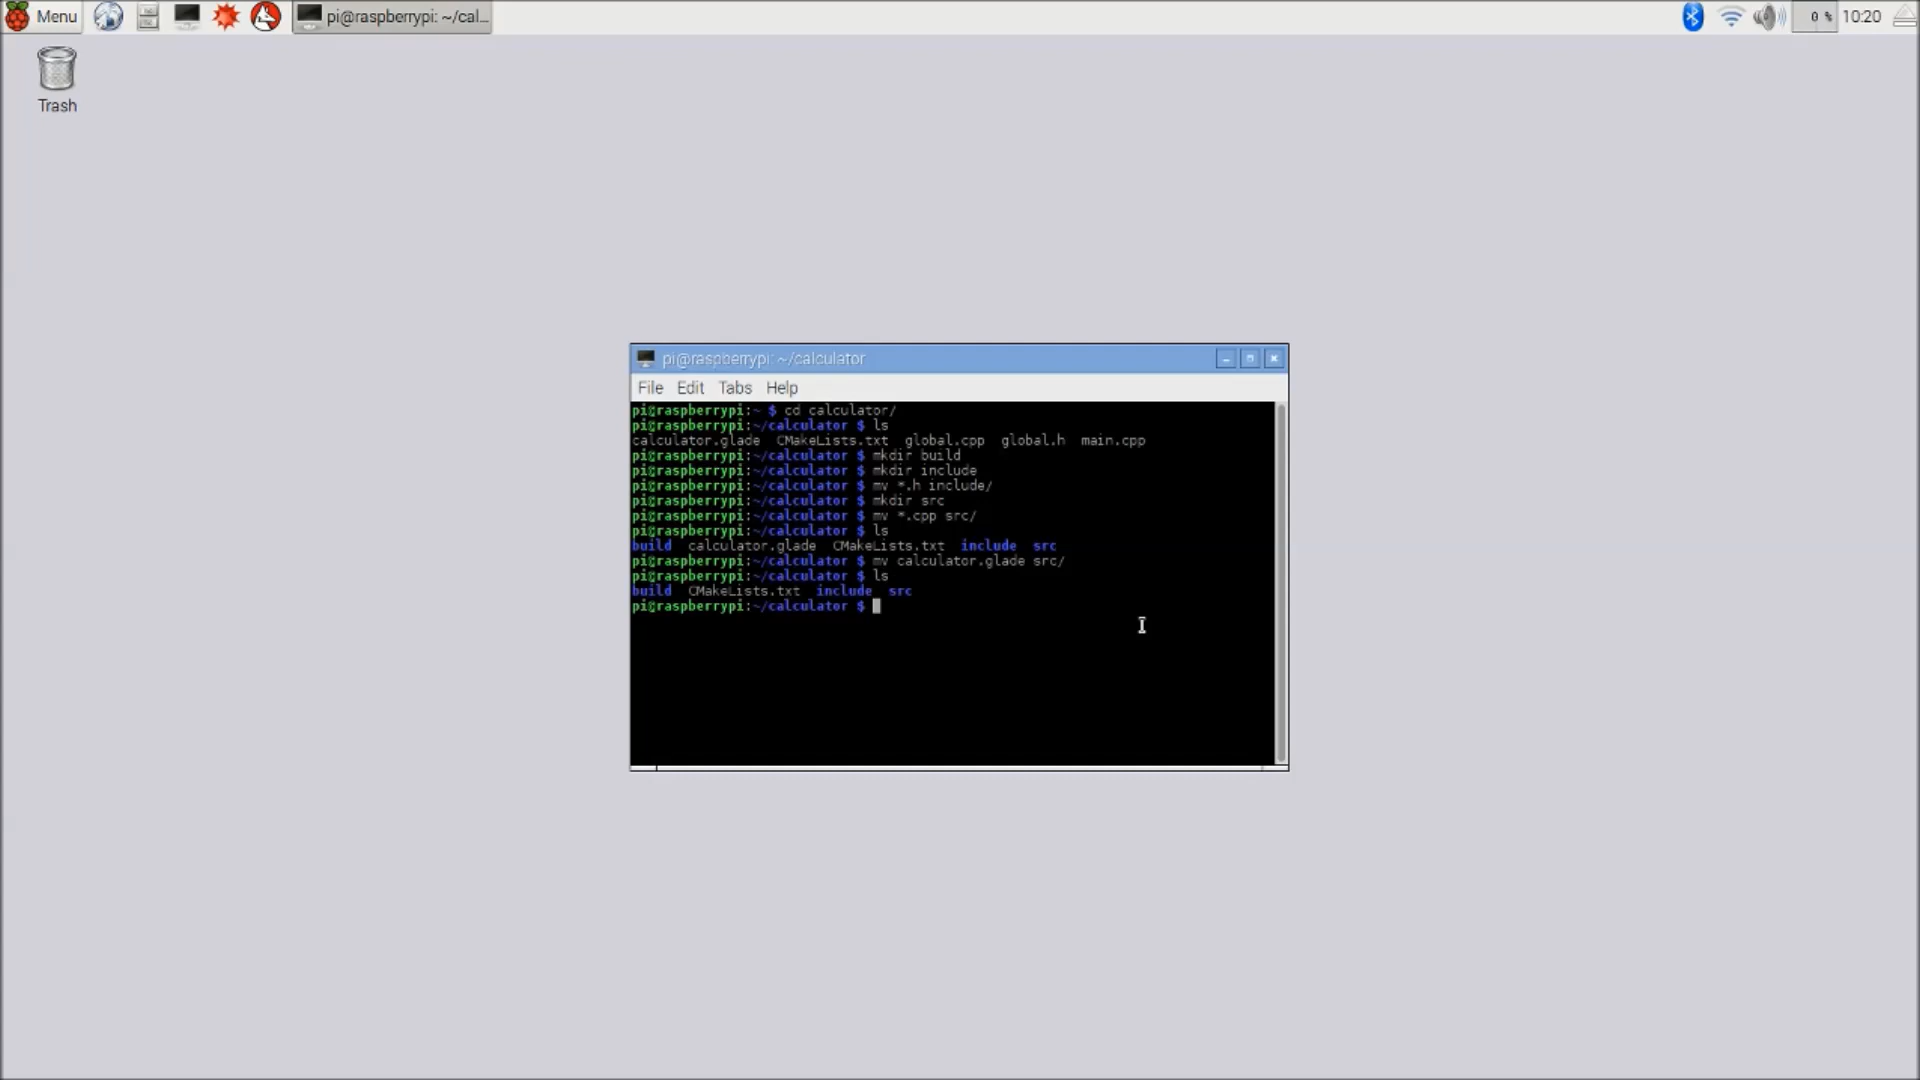 Menu
pi@raspberrypi: ~/cal...
0 %
10:20
Trash
pi@raspberrypi: ~/calculator
File Edit Tabs Help
pi@raspberrypi:~ $ cd calculator/
pi@raspberrypi:~/calculator $ ls
calculator.glade CMakeLists.txt global.cpp global.h main.cpp
pi@raspberrypi:~/calculator $ mkdir build
pi@raspberrypi:~/calculator $ mkdir include
pi@raspberrypi:~/calculator $ mv *.h include/
pi@raspberrypi:~/calculator $ mkdir src
pi@raspberrypi:~/calculator $ mv *.cpp src/
pi@raspberrypi:~/calculator $ ls
build calculator.glade CMakeLists.txt include src
pi@raspberrypi:~/calculator $ mv calculator.glade src/
pi@raspberrypi:~/calculator $ ls
build CMakeLists.txt include src
pi@raspberrypi:~/calculator $